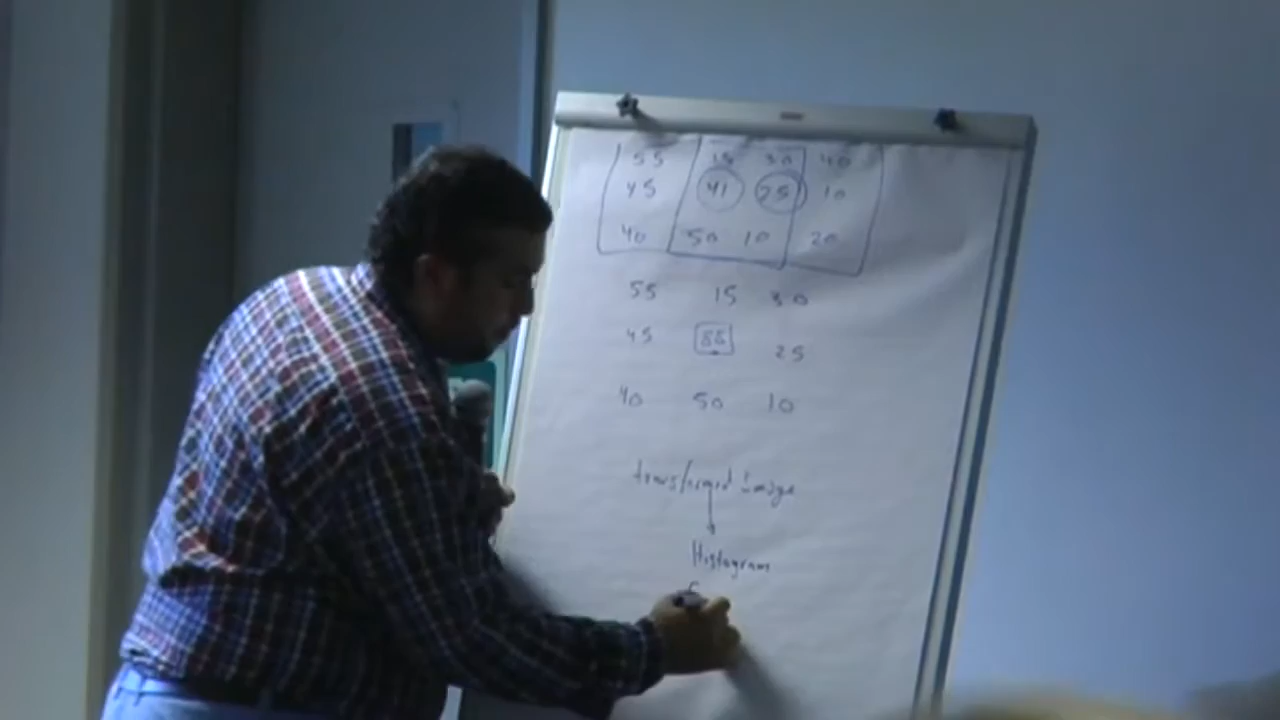 55 15 30 40
45 41 25 10
40 50 10 20
55 15 30
45 88 25
40 50 10
transformed image
Histogram